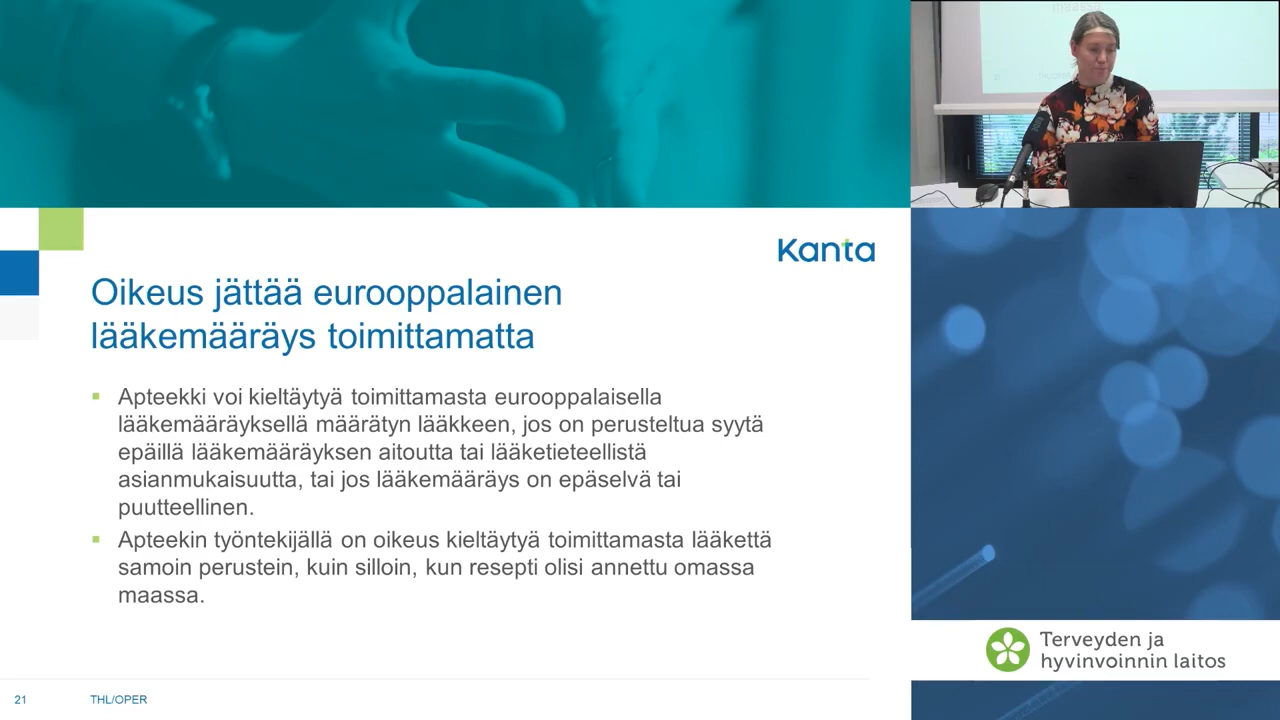 maassa.
Kanta
Oikeus jättää eurooppalainen
lääkemääräys toimittamatta
Apteekki voi kieltäytyä toimittamasta eurooppalaisella
lääkemääräyksellä määrätyn lääkkeen, jos on perusteltua syytä
epäillä lääkemääräyksen aitoutta tai lääketieteellistä
asianmukaisuutta, tai jos lääkemääräys on epäselvä tai
puutteellinen.
Apteekin työntekijällä on oikeus kieltäytyä toimittamasta lääkettä
samoin perustein, kuin silloin, kun resepti olisi annettu omassa
maassa.
Terveyden ja
hyvinvoinnin laitos
21
THL/OPER